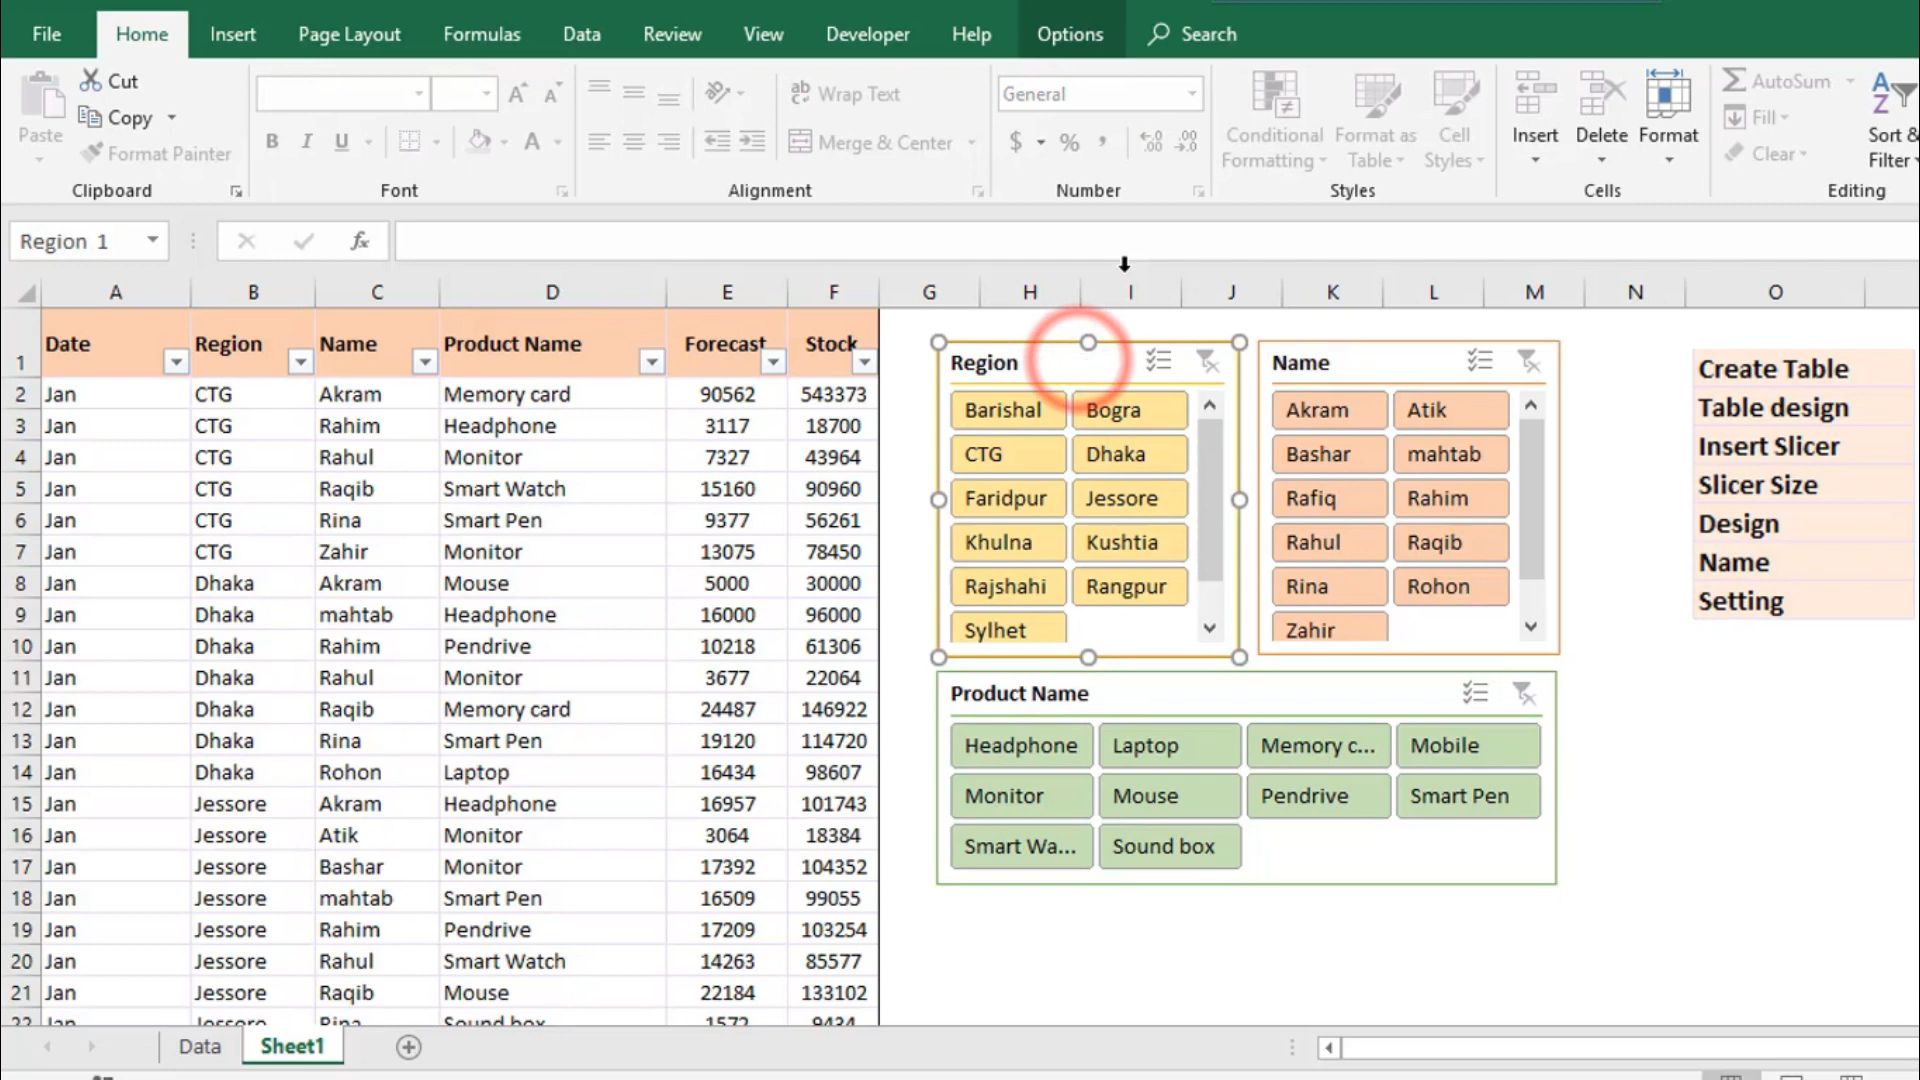 File Home Insert Page Layout Formulas Data Review View Developer Help Options Search
Cut
Copy
Format Painter
Paste
Clipboard
Font
Wrap Text
Merge & Center
Alignment
General
Number
Conditional Formatting
Format as Table
Cell Styles
Styles
Insert
Delete
Format
Cells
AutoSum
Fill
Clear
Sort &
Filter
Editing
Region 1
fx
A B C D E F G H I J K L M N O
1 Date Region Name Product Name Forecast Stock
2 Jan CTG Akram Memory card 90562 543373
3 Jan CTG Rahim Headphone 3117 18700
4 Jan CTG Rahul Monitor 7327 43964
5 Jan CTG Raqib Smart Watch 15160 90960
6 Jan CTG Rina Smart Pen 9377 56261
7 Jan CTG Zahir Monitor 13075 78450
8 Jan Dhaka Akram Mouse 5000 30000
9 Jan Dhaka mahtab Headphone 16000 96000
10 Jan Dhaka Rahim Pendrive 10218 61306
11 Jan Dhaka Rahul Monitor 3677 22064
12 Jan Dhaka Raqib Memory card 24487 146922
13 Jan Dhaka Rina Smart Pen 19120 114720
14 Jan Dhaka Rohon Laptop 16434 98607
15 Jan Jessore Akram Headphone 16957 101743
16 Jan Jessore Atik Monitor 3064 18384
17 Jan Jessore Bashar Monitor 17392 104352
18 Jan Jessore mahtab Smart Pen 16509 99055
19 Jan Jessore Rahim Pendrive 17209 103254
20 Jan Jessore Rahul Smart Watch 14263 85577
21 Jan Jessore Raqib Mouse 22184 133102
22 Jan Jessore Rina Sound box 1572 9434
Region
Barishal Bogra
CTG Dhaka
Faridpur Jessore
Khulna Kushtia
Rajshahi Rangpur
Sylhet
Name
Akram Atik
Bashar mahtab
Rafiq Rahim
Rahul Raqib
Rina Rohon
Zahir
Product Name
Headphone Laptop Memory c... Mobile
Monitor Mouse Pendrive Smart Pen
Smart Wa... Sound box
Create Table
Table design
Insert Slicer
Slicer Size
Design
Name
Setting
Data Sheet1